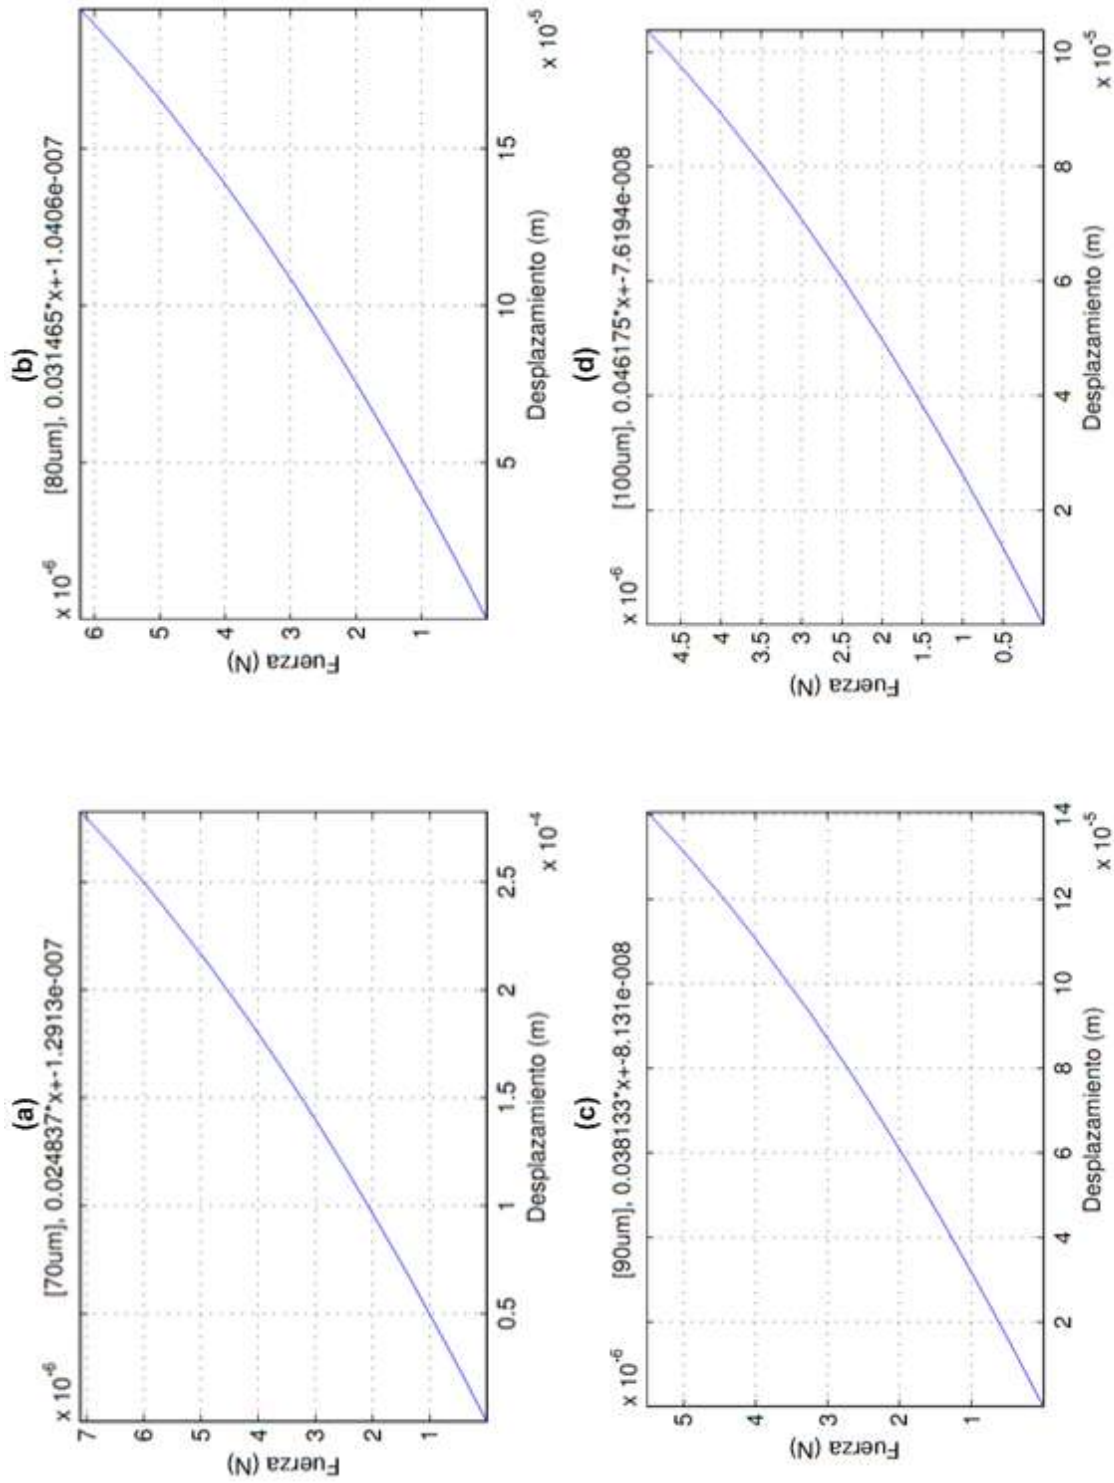 (a)
[70um], 0.024837*x+-1.2913e-007
x 10-6
7
6
5
4
3
2
1
Fuerza (N)
0.5
1
1.5
2
2.5
x 10-4
Desplazamiento (m)
(b)
[80um], 0.031465*x+-1.0406e-007
x 10-6
6
5
4
3
2
1
Fuerza (N)
5
10
15
x 10-5
Desplazamiento (m)
(c)
[90um], 0.038133*x+-8.131e-008
x 10-6
5
4
3
2
1
Fuerza (N)
2
4
6
8
10
12
14
x 10-5
Desplazamiento (m)
(d)
[100um], 0.046175*x+-7.6194e-008
x 10-6
4.5
4
3.5
3
2.5
2
1.5
1
0.5
Fuerza (N)
2
4
6
8
10
x 10-5
Desplazamiento (m)